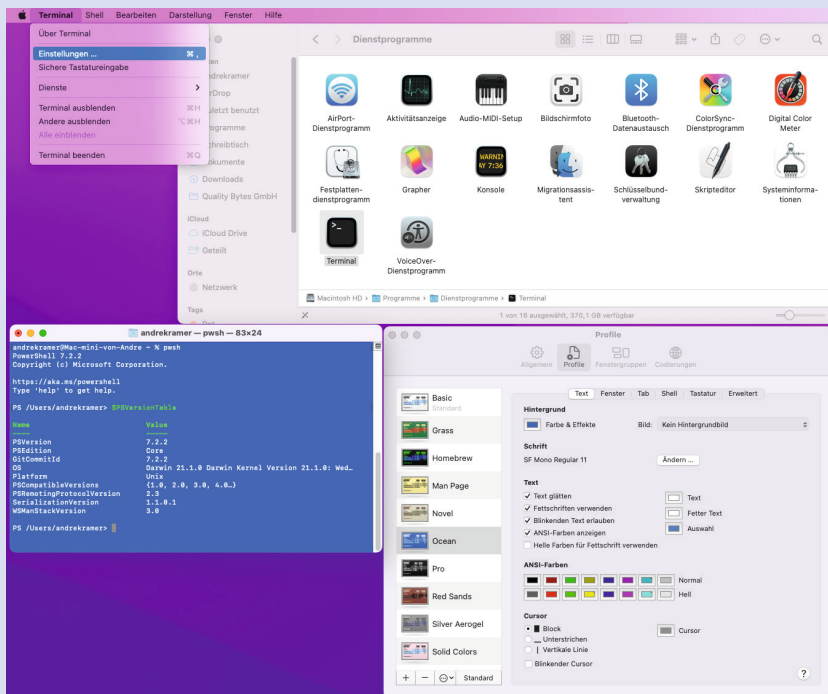 Terminal Shell Bearbeiten Darstellung Fenster Hilfe
Über Terminal
Einstellungen ... ⌘ ,
Sichere Tastatureingabe
Dienste
Terminal ausblenden ⌘H
Andere ausblenden ⌥⌘H
Alle einblenden
Terminal beenden ⌘Q
Dienstprogramme
Downloads
Quality Bytes GmbH
iCloud
iCloud Drive
Geteilt
Orte
Netzwerk
Tags
AirPort-Dienstprogramm
Aktivitätsanzeige
Audio-MIDI-Setup
Bildschirmfoto
Bluetooth-Datenaustausch
ColorSync-Dienstprogramm
Digital Color Meter
WARNIN
AY 7:36
Festplatten-dienstprogramm
Grapher
Konsole
Migrationsassis-tent
Schlüsselbund-verwaltung
Skripteditor
Systeminforma-tionen
Terminal
VoiceOver-Dienstprogramm
Macintosh HD › Programme › Dienstprogramme › Terminal
1 von 16 ausgewählt, 370,1 GB verfügbar
andrekramer — pwsh — 83×24
andrekramer@Mac-mini-von-Andre ~ % pwsh
PowerShell 7.2.2
Copyright (c) Microsoft Corporation.
https://aka.ms/powershell
Type 'help' to get help.
PS /Users/andrekramer> $PSVersionTable
Name Value
PSVersion 7.2.2
PSEdition Core
GitCommitId 7.2.2
OS Darwin 21.1.0 Darwin Kernel Version 21.1.0: Wed…
Platform Unix
PSCompatibleVersions {1.0, 2.0, 3.0, 4.0…}
PSRemotingProtocolVersion 2.3
SerializationVersion 1.1.0.1
WSManStackVersion 3.0
PS /Users/andrekramer>
Profile
Allgemein Profile Fenstergruppen Codierungen
Basic
Standard
Grass
Homebrew
Man Page
Novel
Ocean
Pro
Red Sands
Silver Aerogel
Solid Colors
Standard
Text Fenster Tab Shell Tastatur Erweitert
Hintergrund
Farbe & Effekte Bild: Kein Hintergrundbild
Schrift
SF Mono Regular 11 Ändern ...
Text
Text glätten
Fettschriften verwenden
Blinkenden Text erlauben
ANSI-Farben anzeigen
Helle Farben für Fettschrift verwenden
Text
Fetter Text
Auswahl
ANSI-Farben
Normal
Hell
Cursor
Block
Unterstrichen
Vertikale Linie
Blinkender Cursor
Cursor
?